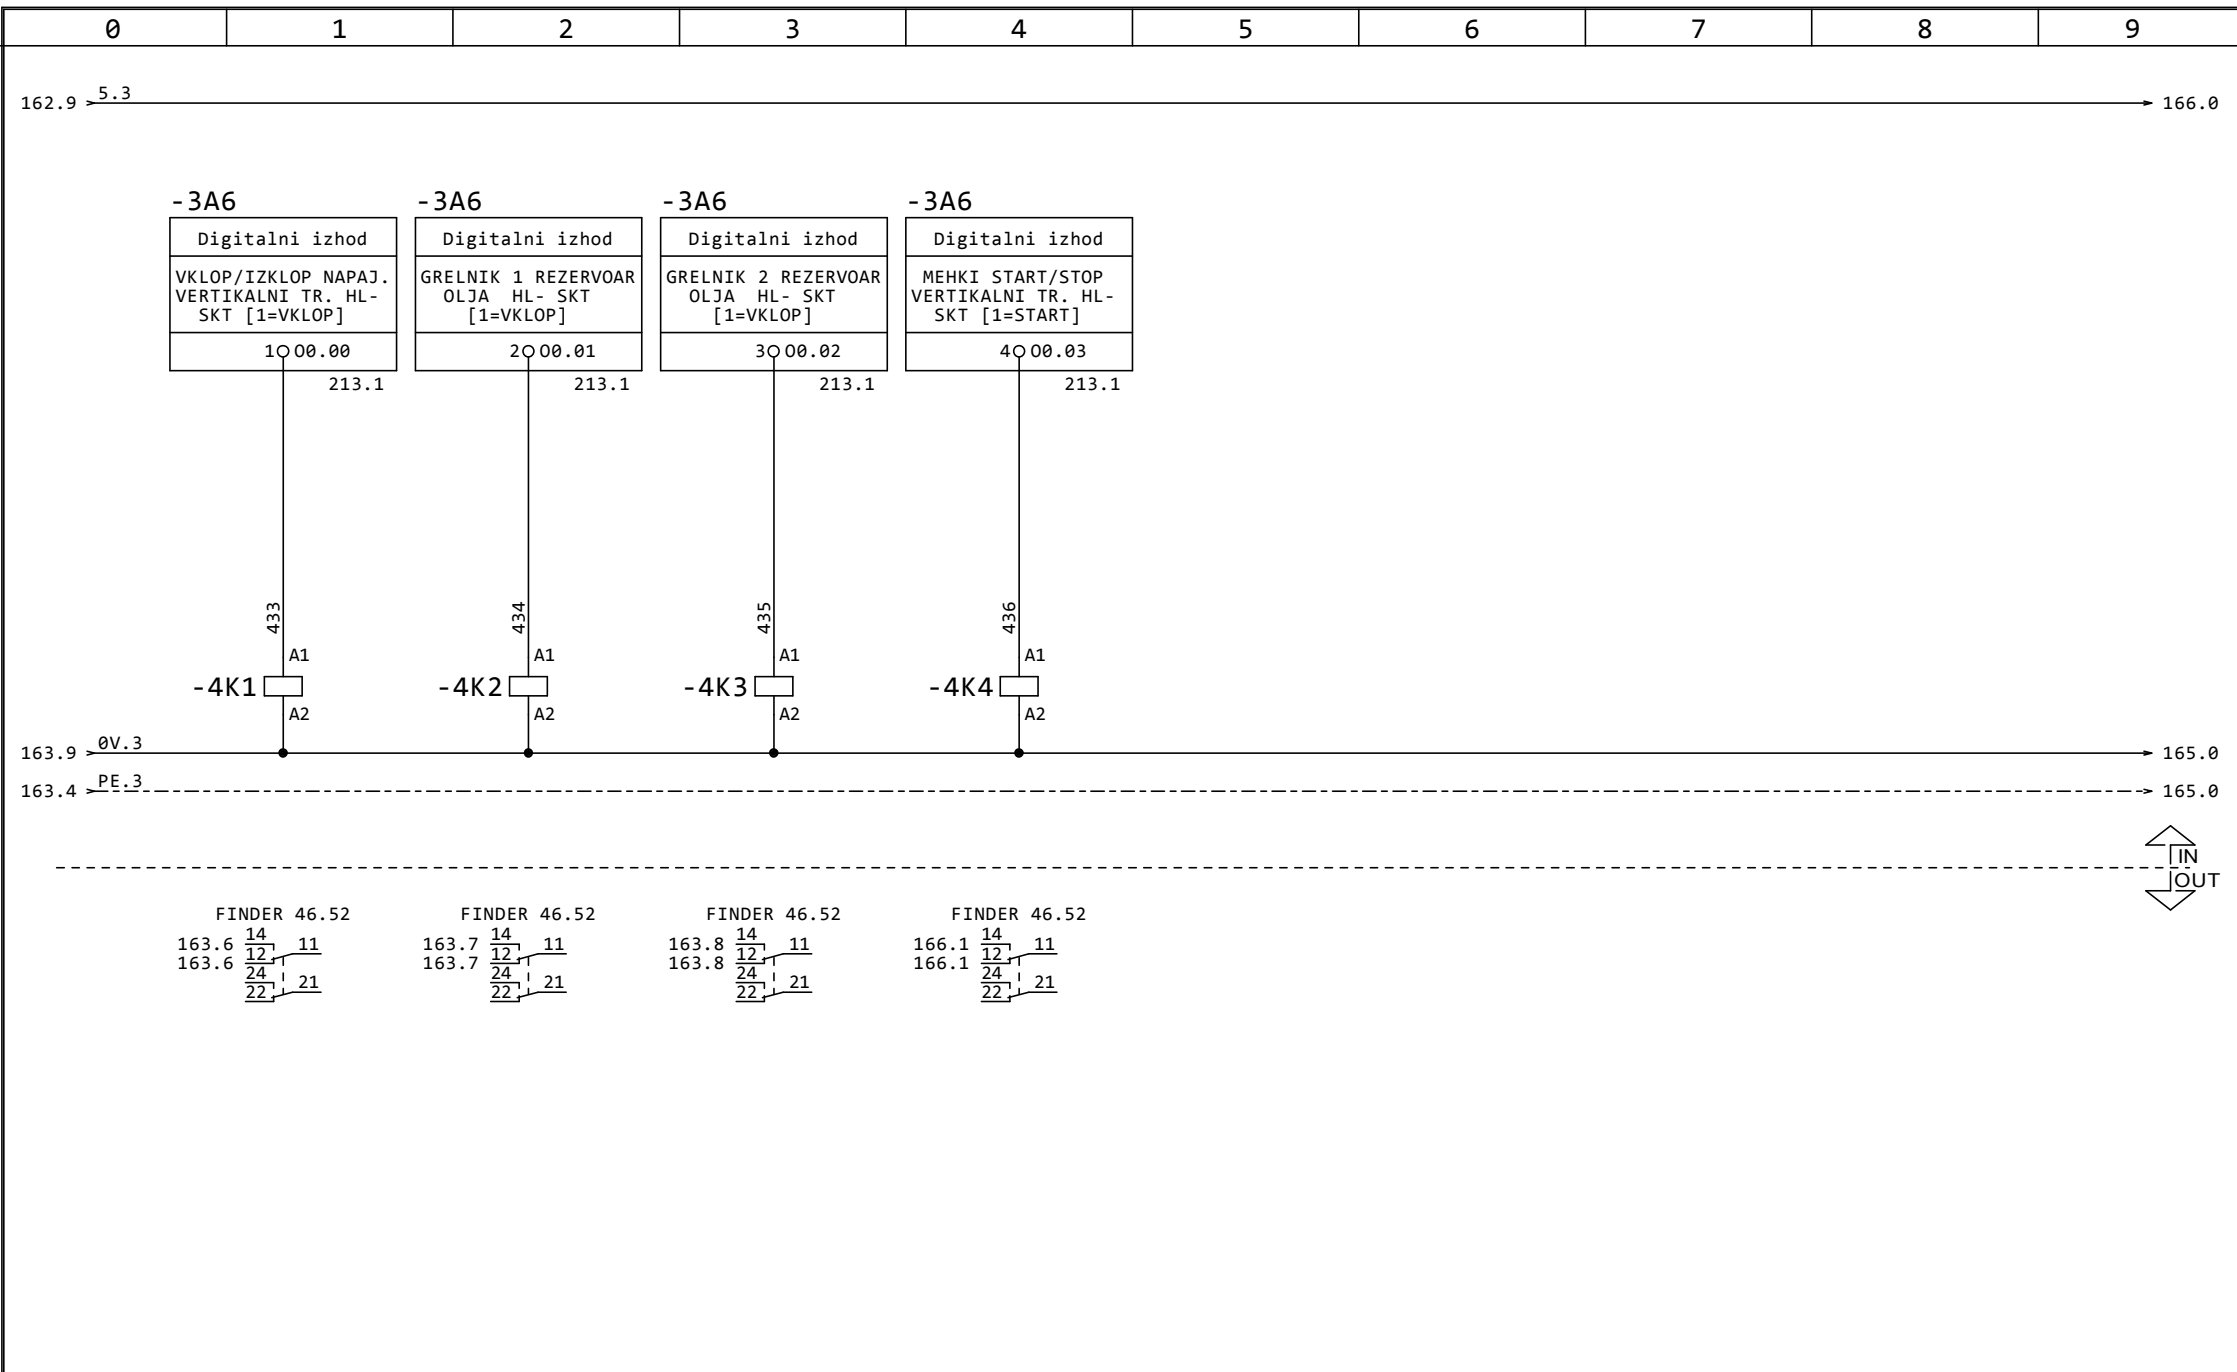 0 1 2 3 4 5 6 7 8 9
162.9 5.3 166.0
-3A6 -3A6 -3A6 -3A6
Digitalni izhod
VKLOP/IZKLOP NAPAJ.
VERTIKALNI TR. HL-
SKT [1=VKLOP]
1 O0.00
213.1
Digitalni izhod
GRELNIK 1 REZERVOAR
OLJA HL- SKT
[1=VKLOP]
2 O0.01
213.1
Digitalni izhod
GRELNIK 2 REZERVOAR
OLJA HL- SKT
[1=VKLOP]
3 O0.02
213.1
Digitalni izhod
MEHKI START/STOP
VERTIKALNI TR. HL-
SKT [1=START]
4 O0.03
213.1
433 434 435 436
A1 A1 A1 A1
-4K1 -4K2 -4K3 -4K4
A2 A2 A2 A2
163.9 0V.3 165.0
163.4 PE.3 165.0
IN
OUT
FINDER 46.52
163.6 14 11
163.6 12
24 21
22
FINDER 46.52
163.7 14 11
163.7 12
24 21
22
FINDER 46.52
163.8 14 11
163.8 12
24 21
22
FINDER 46.52
166.1 14 11
166.1 12
24 21
22